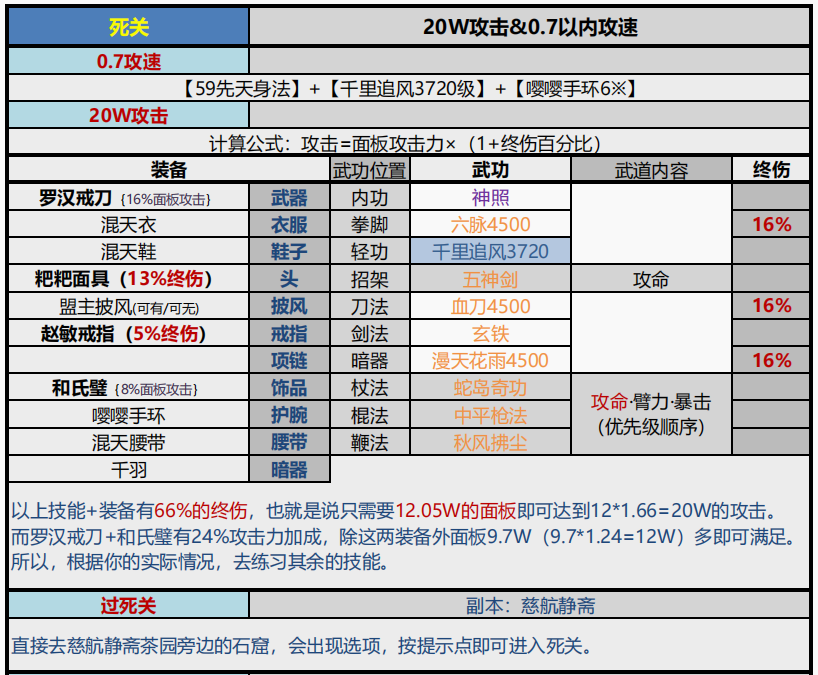 死关 20W攻击&0.7以内攻速
0.7攻速
【59先天身法】+【千里追风3720级】+【嘤嘤手环6※】
20W攻击
计算公式：攻击=面板攻击力×（1+终伤百分比）
装备 武功位置 武功 武道内容 终伤
罗汉戒刀｛16%面板攻击｝ 武器 内功 神照
混天衣 衣服 拳脚 六脉4500 16%
混天鞋 鞋子 轻功 千里追风3720
粑粑面具（13%终伤） 头 招架 五神剑 攻命
盟主披风(可有/可无) 披风 刀法 血刀4500 16%
赵敏戒指（5%终伤） 戒指 剑法 玄铁
项链 暗器 漫天花雨4500 16%
和氏璧｛8%面板攻击｝ 饰品 杖法 蛇岛奇功
嘤嘤手环 护腕 棍法 中平枪法
攻命·臂力·暴击
(优先级顺序)
混天腰带 腰带 鞭法 秋风拂尘
千羽 暗器
以上技能+装备有66%的终伤，也就是说只需要12.05W的面板即可达到12*1.66=20W的攻击。
而罗汉戒刀+和氏璧有24%攻击力加成，除这两装备外面板9.7W（9.7*1.24=12W）多即可满足。
所以，根据你的实际情况，去练习其余的技能。
过死关 副本：慈航静斋
直接去慈航静斋茶园旁边的石窟，会出现选项，按提示点即可进入死关。